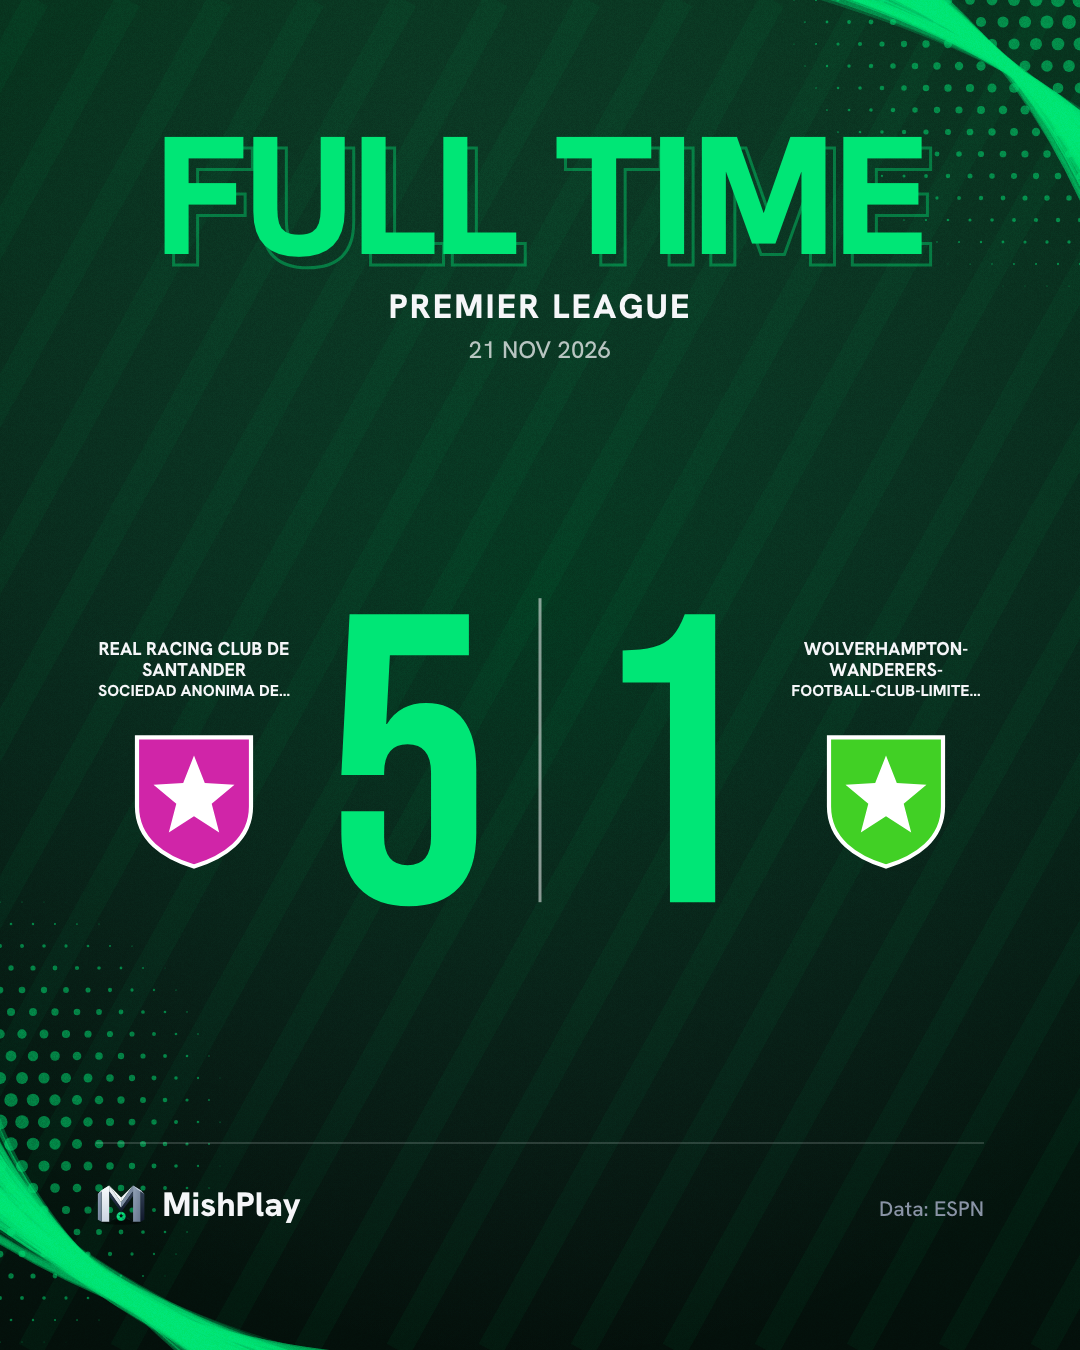 FULL TIME
PREMIER LEAGUE
21 NOV 2026
REAL RACING CLUB DE
SANTANDER
SOCIEDAD ANONIMA DE...
5
1
WOLVERHAMPTON-
WANDERERS-
FOOTBALL-CLUB-LIMITE...
MishPlay
Data: ESPN